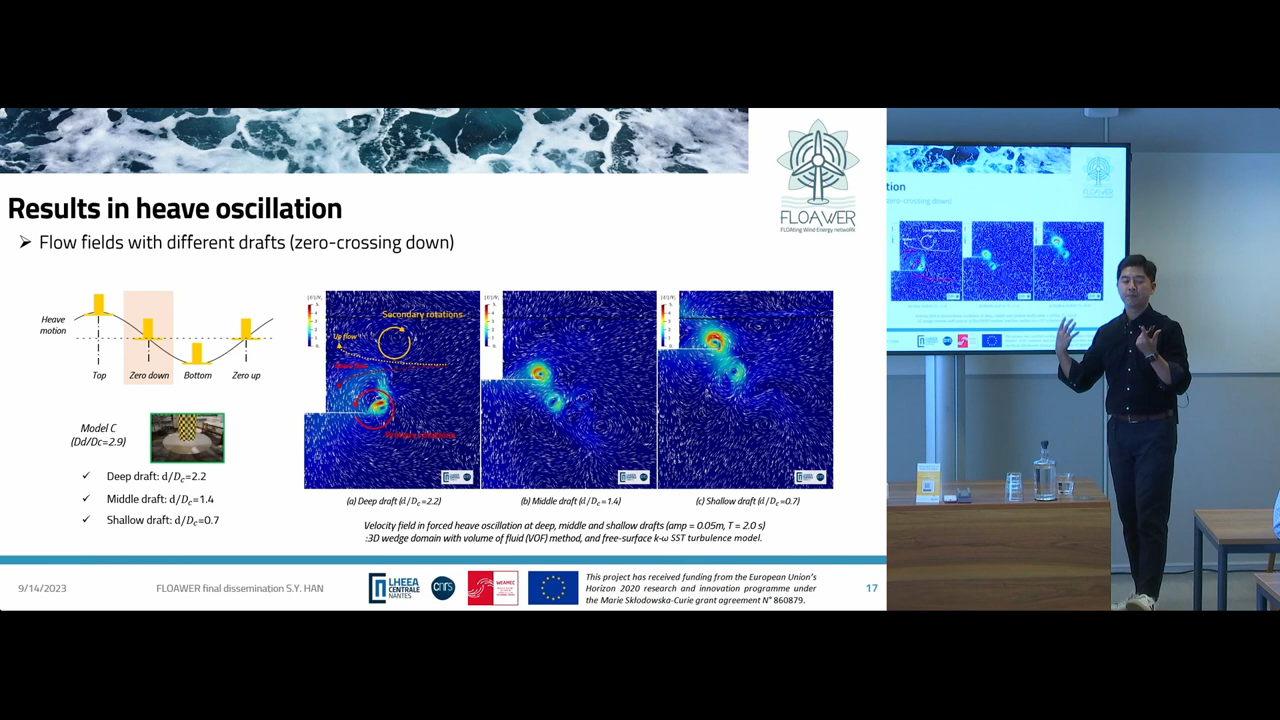 Results in heave oscillation
➢ Flow fields with different drafts (zero-crossing down)
FLOAWER
FLOAting Wind Energy netwoRk
Heave
motion
Top
Zero down
Bottom
Zero up
Model C
(Dd/Dc=2.9)
✓ Deep draft: d/Dc=2.2
✓ Middle draft: d/Dc=1.4
✓ Shallow draft: d/Dc=0.7
Secondary rotations
Up flow
(a) Deep draft (d/Dc=2.2)
(b) Middle draft (d/Dc=1.4)
(c) Shallow draft (d/Dc=0.7)
Velocity field in forced heave oscillation at deep, middle and shallow drafts (amp = 0.05m, T = 2.0 s)
:3D wedge domain with volume of fluid (VOF) method, and free-surface k-ω SST turbulence model.
9/14/2023
FLOAWER final dissemination S.Y. HAN
LHEEA
CENTRALE
NANTES
cnrs
WEAMEC
This project has received funding from the European Union's
Horizon 2020 research and innovation programme under
the Marie Skłodowska-Curie grant agreement N° 860879.
17